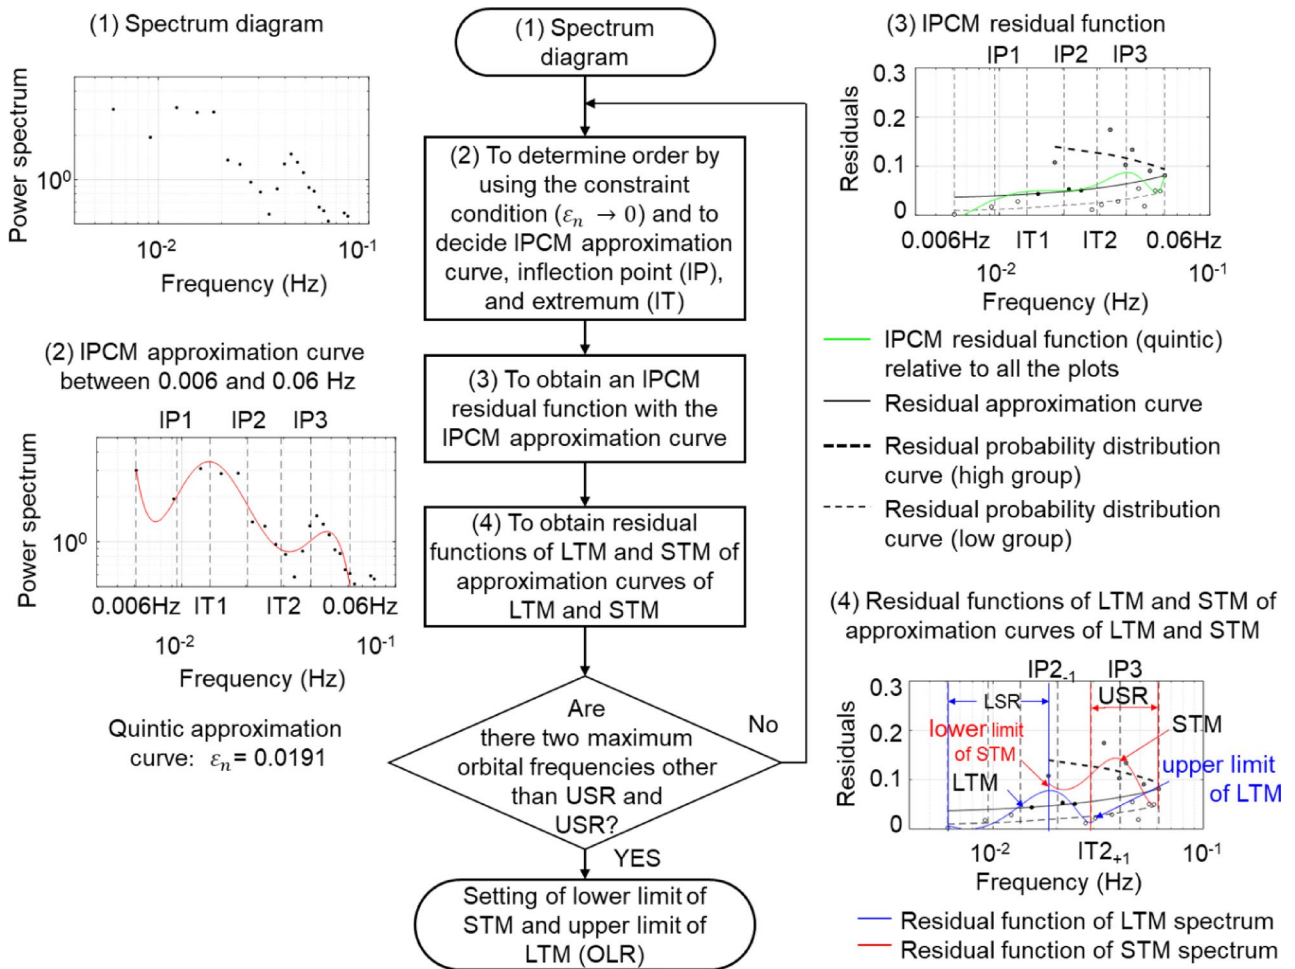 (1) Spectrum diagram
Power spectrum
10⁰
10⁻²
10⁻¹
Frequency (Hz)
(2) IPCM approximation curve
between 0.006 and 0.06 Hz
IP1 IP2 IP3
Power spectrum
10⁰
0.006Hz IT1 IT2 0.06Hz
10⁻² 10⁻¹
Frequency (Hz)
Quintic approximation
curve: εₙ = 0.0191
(1) Spectrum
diagram
(2) To determine order by
using the constraint
condition (εₙ → 0) and to
decide IPCM approximation
curve, inflection point (IP),
and extremum (IT)
(3) To obtain an IPCM
residual function with the
IPCM approximation curve
(4) To obtain residual
functions of LTM and STM of
approximation curves of
LTM and STM
Are
there two maximum
orbital frequencies other
than USR and
USR?
No
YES
Setting of lower limit of
STM and upper limit of
LTM (OLR)
(3) IPCM residual function
IP1 IP2 IP3
Residuals
0.3
0.2
0.1
0
0.006Hz IT1 IT2 0.06Hz
10⁻² 10⁻¹
Frequency (Hz)
IPCM residual function (quintic)
relative to all the plots
Residual approximation curve
Residual probability distribution
curve (high group)
Residual probability distribution
curve (low group)
(4) Residual functions of LTM and STM of
approximation curves of LTM and STM
IP2₋₁ IP3
Residuals
0.3
0.2
0.1
0
LSR
USR
lower limit
of STM
STM
LTM
upper limit
of LTM
10⁻² IT2₊₁ 10⁻¹
Frequency (Hz)
Residual function of LTM spectrum
Residual function of STM spectrum